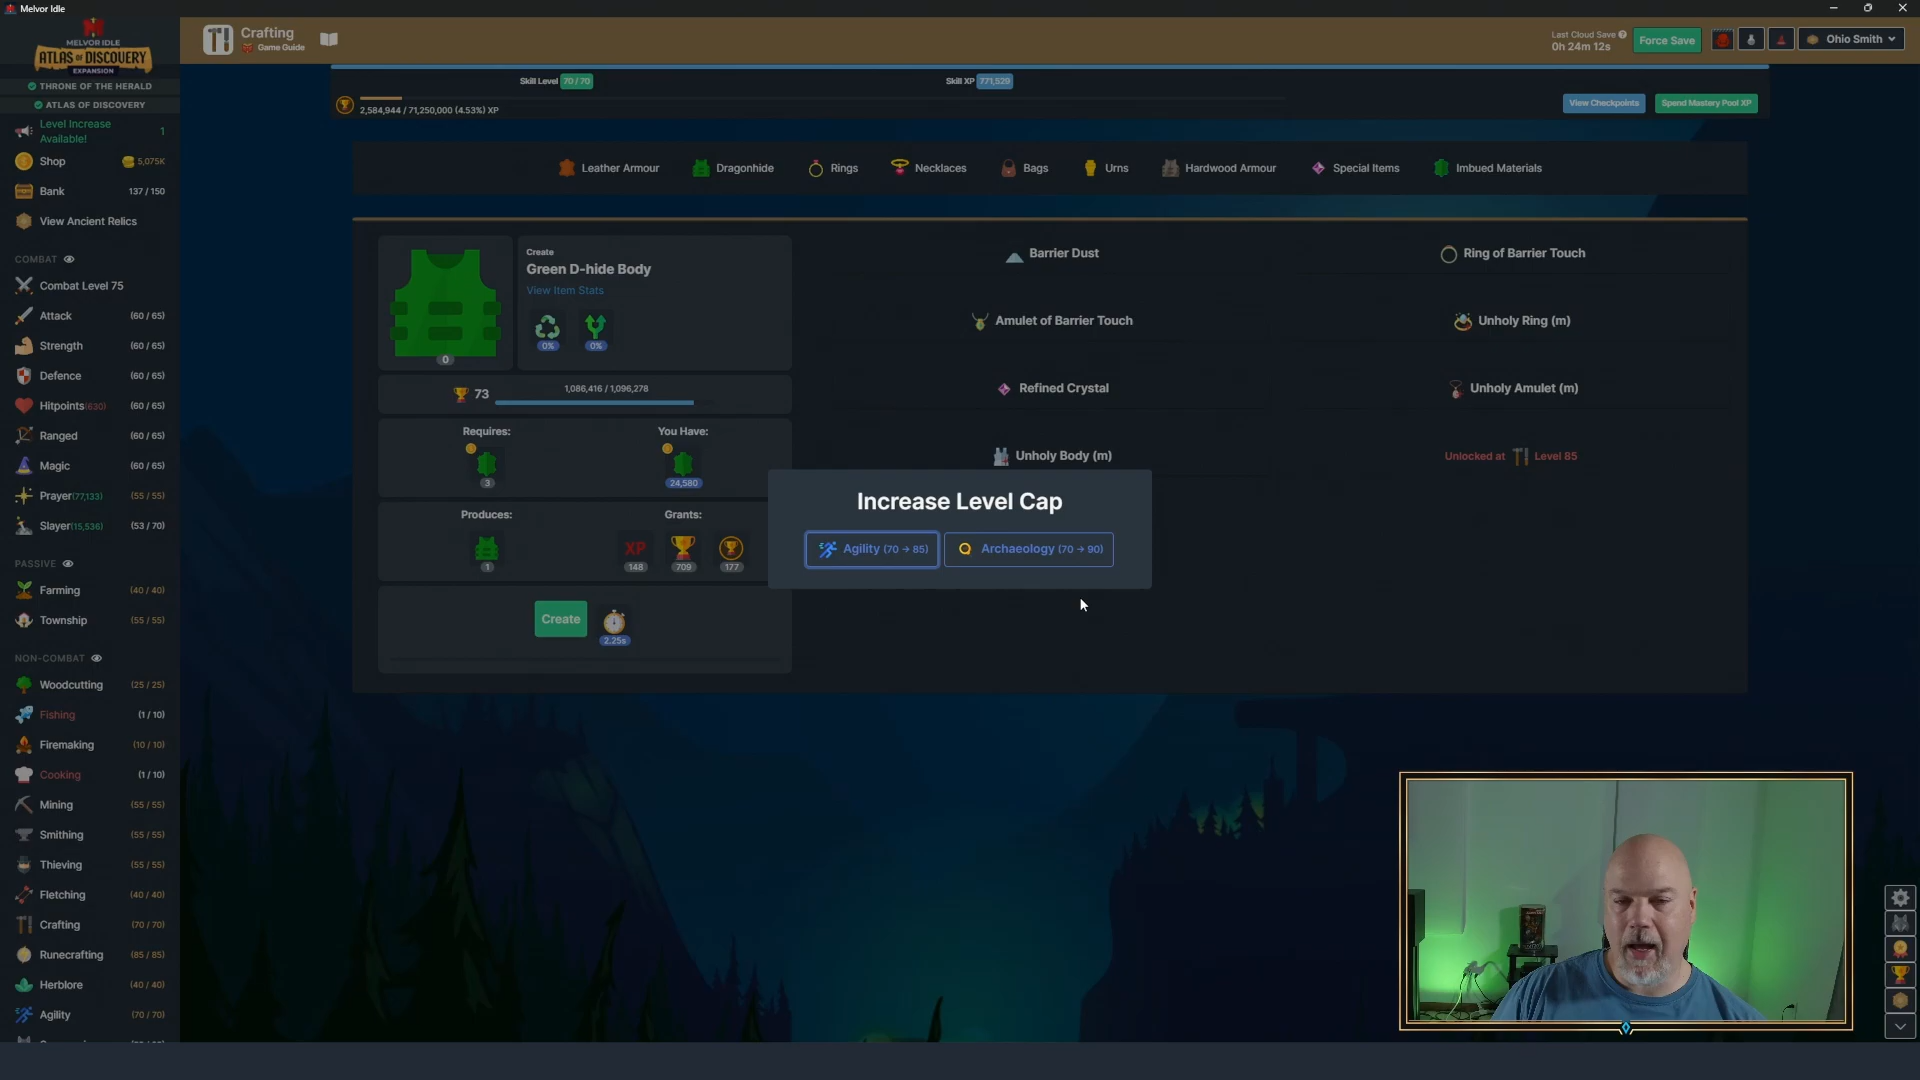 Melvor Idle
MELVOR IDLE
ATLAS OF DISCOVERY
EXPANSION
THRONE OF THE HERALD
ATLAS OF DISCOVERY
Level Increase
Available!
1
Shop
5,075K
Bank
137 / 150
View Ancient Relics
COMBAT
Combat Level 75
Attack
(60 / 65)
Strength
(60 / 65)
Defence
(60 / 65)
Hitpoints(630)
(60 / 65)
Ranged
(60 / 65)
Magic
(60 / 65)
Prayer(77,133)
(55 / 55)
Slayer(15,536)
(53 / 70)
PASSIVE
Farming
(40 / 40)
Township
(55 / 55)
NON-COMBAT
Woodcutting
(25 / 25)
Fishing
(1 / 10)
Firemaking
(10 / 10)
Cooking
(1 / 10)
Mining
(55 / 55)
Smithing
(55 / 55)
Thieving
(55 / 55)
Fletching
(40 / 40)
Crafting
(70 / 70)
Runecrafting
(85 / 85)
Herblore
(40 / 40)
Agility
(70 / 70)
Crafting
Game Guide
Last Cloud Save
0h 24m 12s
Force Save
Ohio Smith
Skill Level 70 / 70
Skill XP 771,529
2,584,944 / 71,250,000 (4.53%) XP
View Checkpoints
Spend Mastery Pool XP
Leather Armour
Dragonhide
Rings
Necklaces
Bags
Urns
Hardwood Armour
Special Items
Imbued Materials
Create
Green D-hide Body
View Item Stats
0%
0%
0
73
1,086,416 / 1,096,278
Requires:
You Have:
3
24,580
Produces:
Grants:
1
XP
148
709
177
Create
2.25s
Barrier Dust
Ring of Barrier Touch
Amulet of Barrier Touch
Unholy Ring (m)
Refined Crystal
Unholy Amulet (m)
Unholy Body (m)
Unlocked at Level 85
Increase Level Cap
Agility (70 → 85)
Archaeology (70 → 90)